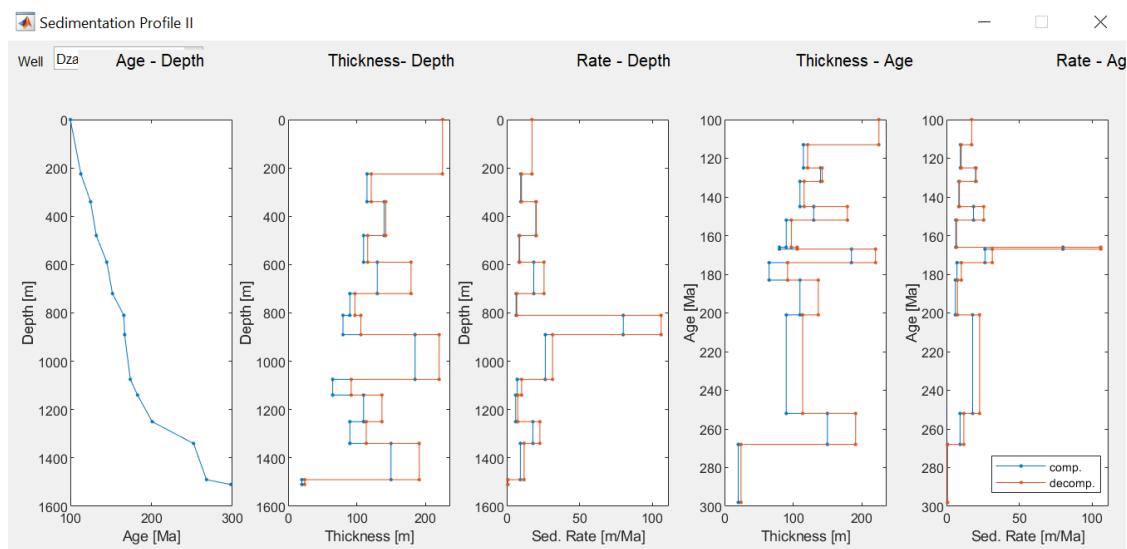 Sedimentation Profile II
Well Dza
Age - Depth
Thickness- Depth
Rate - Depth
Thickness - Age
Rate - Ag
0
200
400
600
800
1000
1200
1400
1600
Depth [m]
100 200 300
Age [Ma]
0
200
400
600
800
1000
1200
1400
1600
Depth [m]
0 100 200
Thickness [m]
0
200
400
600
800
1000
1200
1400
1600
Depth [m]
0 50 100
Sed. Rate [m/Ma]
100
120
140
160
180
200
220
240
260
280
300
Age [Ma]
0 100 200
Thickness [m]
100
120
140
160
180
200
220
240
260
280
300
Age [Ma]
0 50 100
Sed. Rate [m/Ma]
comp.
decomp.